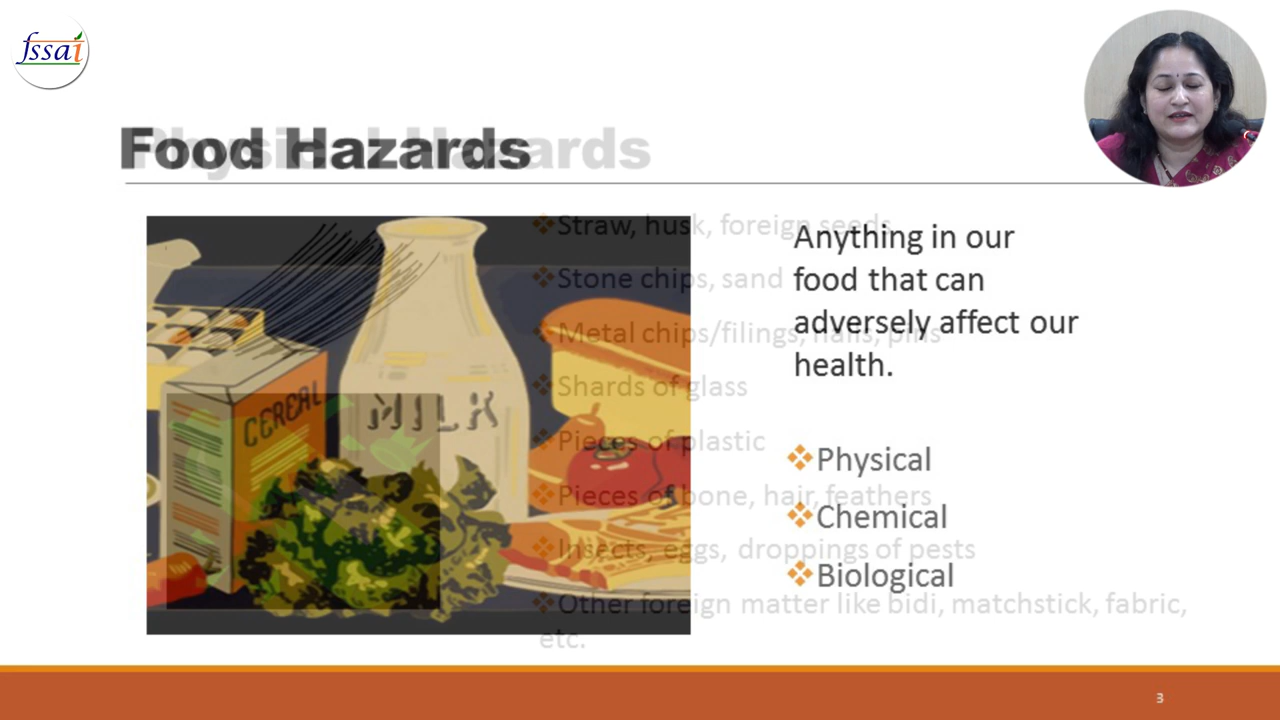 fssai
Food Hazards
Physical Hazards
Anything in our
food that can
adversely affect our
health.
❖Physical
❖Chemical
❖Biological
❖Straw, husk, foreign seeds
❖Stone chips, sand
❖Metal chips/filings, nails, pins
❖Shards of glass
❖Pieces of plastic
❖Pieces of bone, hair, feathers
❖Insects, eggs, droppings of pests
❖Other foreign matter like bidi, matchstick, fabric,
etc.
CEREAL
MILK
3